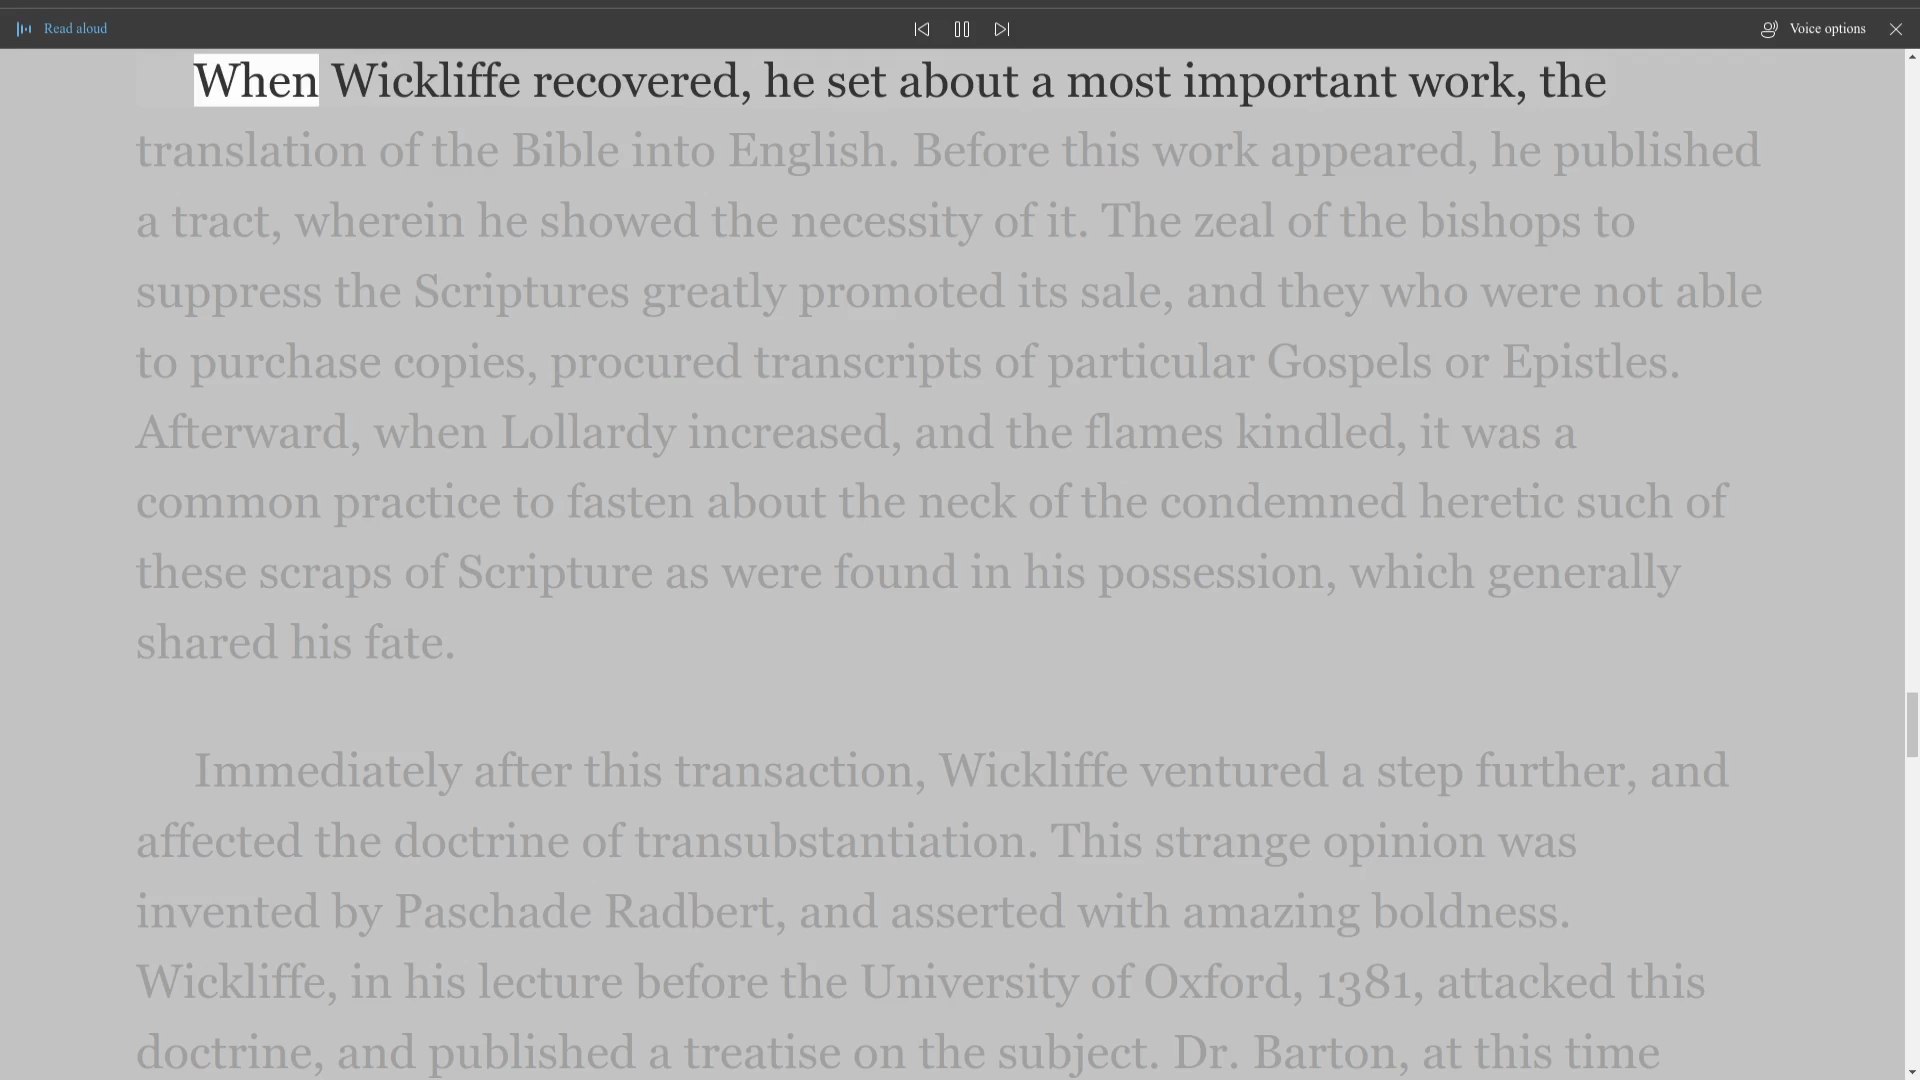 Read aloud
Voice options
When Wickliffe recovered, he set about a most important work, the
translation of the Bible into English. Before this work appeared, he published
a tract, wherein he showed the necessity of it. The zeal of the bishops to
suppress the Scriptures greatly promoted its sale, and they who were not able
to purchase copies, procured transcripts of particular Gospels or Epistles.
Afterward, when Lollardy increased, and the flames kindled, it was a
common practice to fasten about the neck of the condemned heretic such of
these scraps of Scripture as were found in his possession, which generally
shared his fate.
Immediately after this transaction, Wickliffe ventured a step further, and
affected the doctrine of transubstantiation. This strange opinion was
invented by Paschade Radbert, and asserted with amazing boldness.
Wickliffe, in his lecture before the University of Oxford, 1381, attacked this
doctrine, and published a treatise on the subject. Dr. Barton, at this time